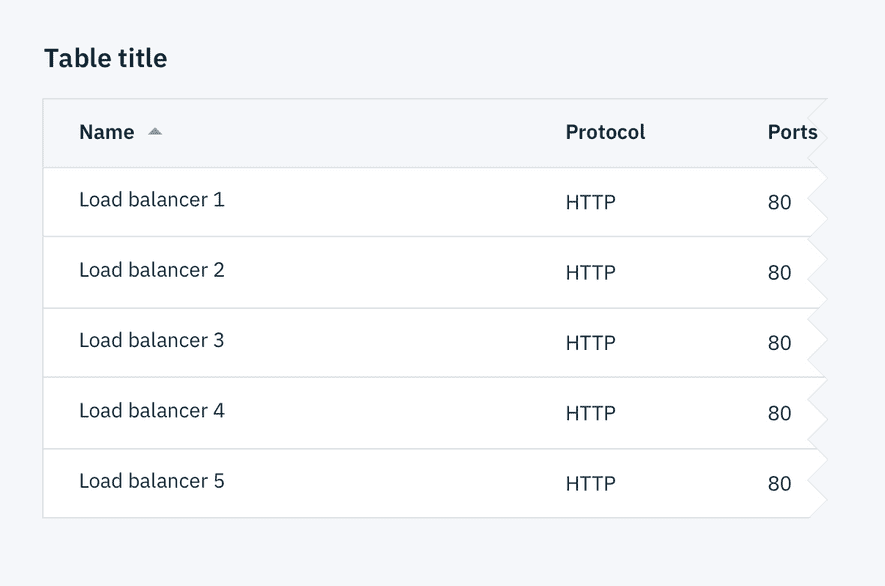 Table title
Name Protocol Ports
Load balancer 1 HTTP 80
Load balancer 2 HTTP 80
Load balancer 3 HTTP 80
Load balancer 4 HTTP 80
Load balancer 5 HTTP 80